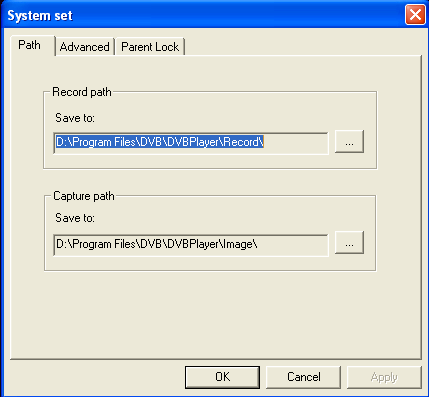 System set
Path Advanced Parent Lock
Record path
Save to:
D:\Program Files\DVB\DVBPlayer\Record\
...
Capture path
Save to:
D:\Program Files\DVB\DVBPlayer\Image\
...
OK Cancel Apply